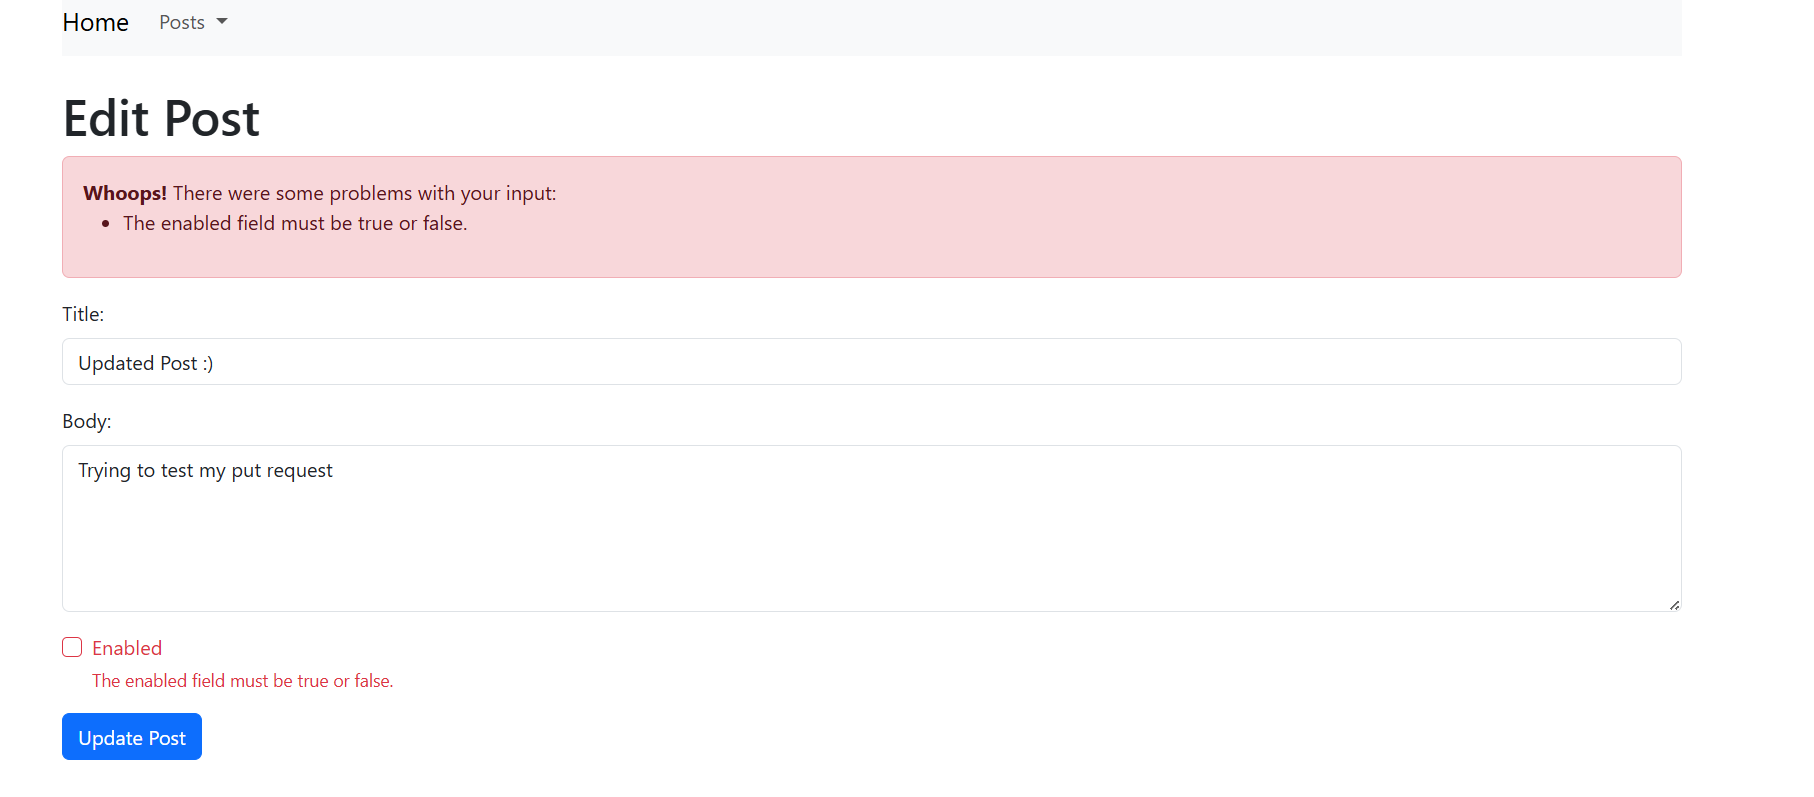 Home Posts
Edit Post
Whoops! There were some problems with your input:
The enabled field must be true or false.
Title:
Updated Post :)
Body:
Trying to test my put request
Enabled
The enabled field must be true or false.
Update Post